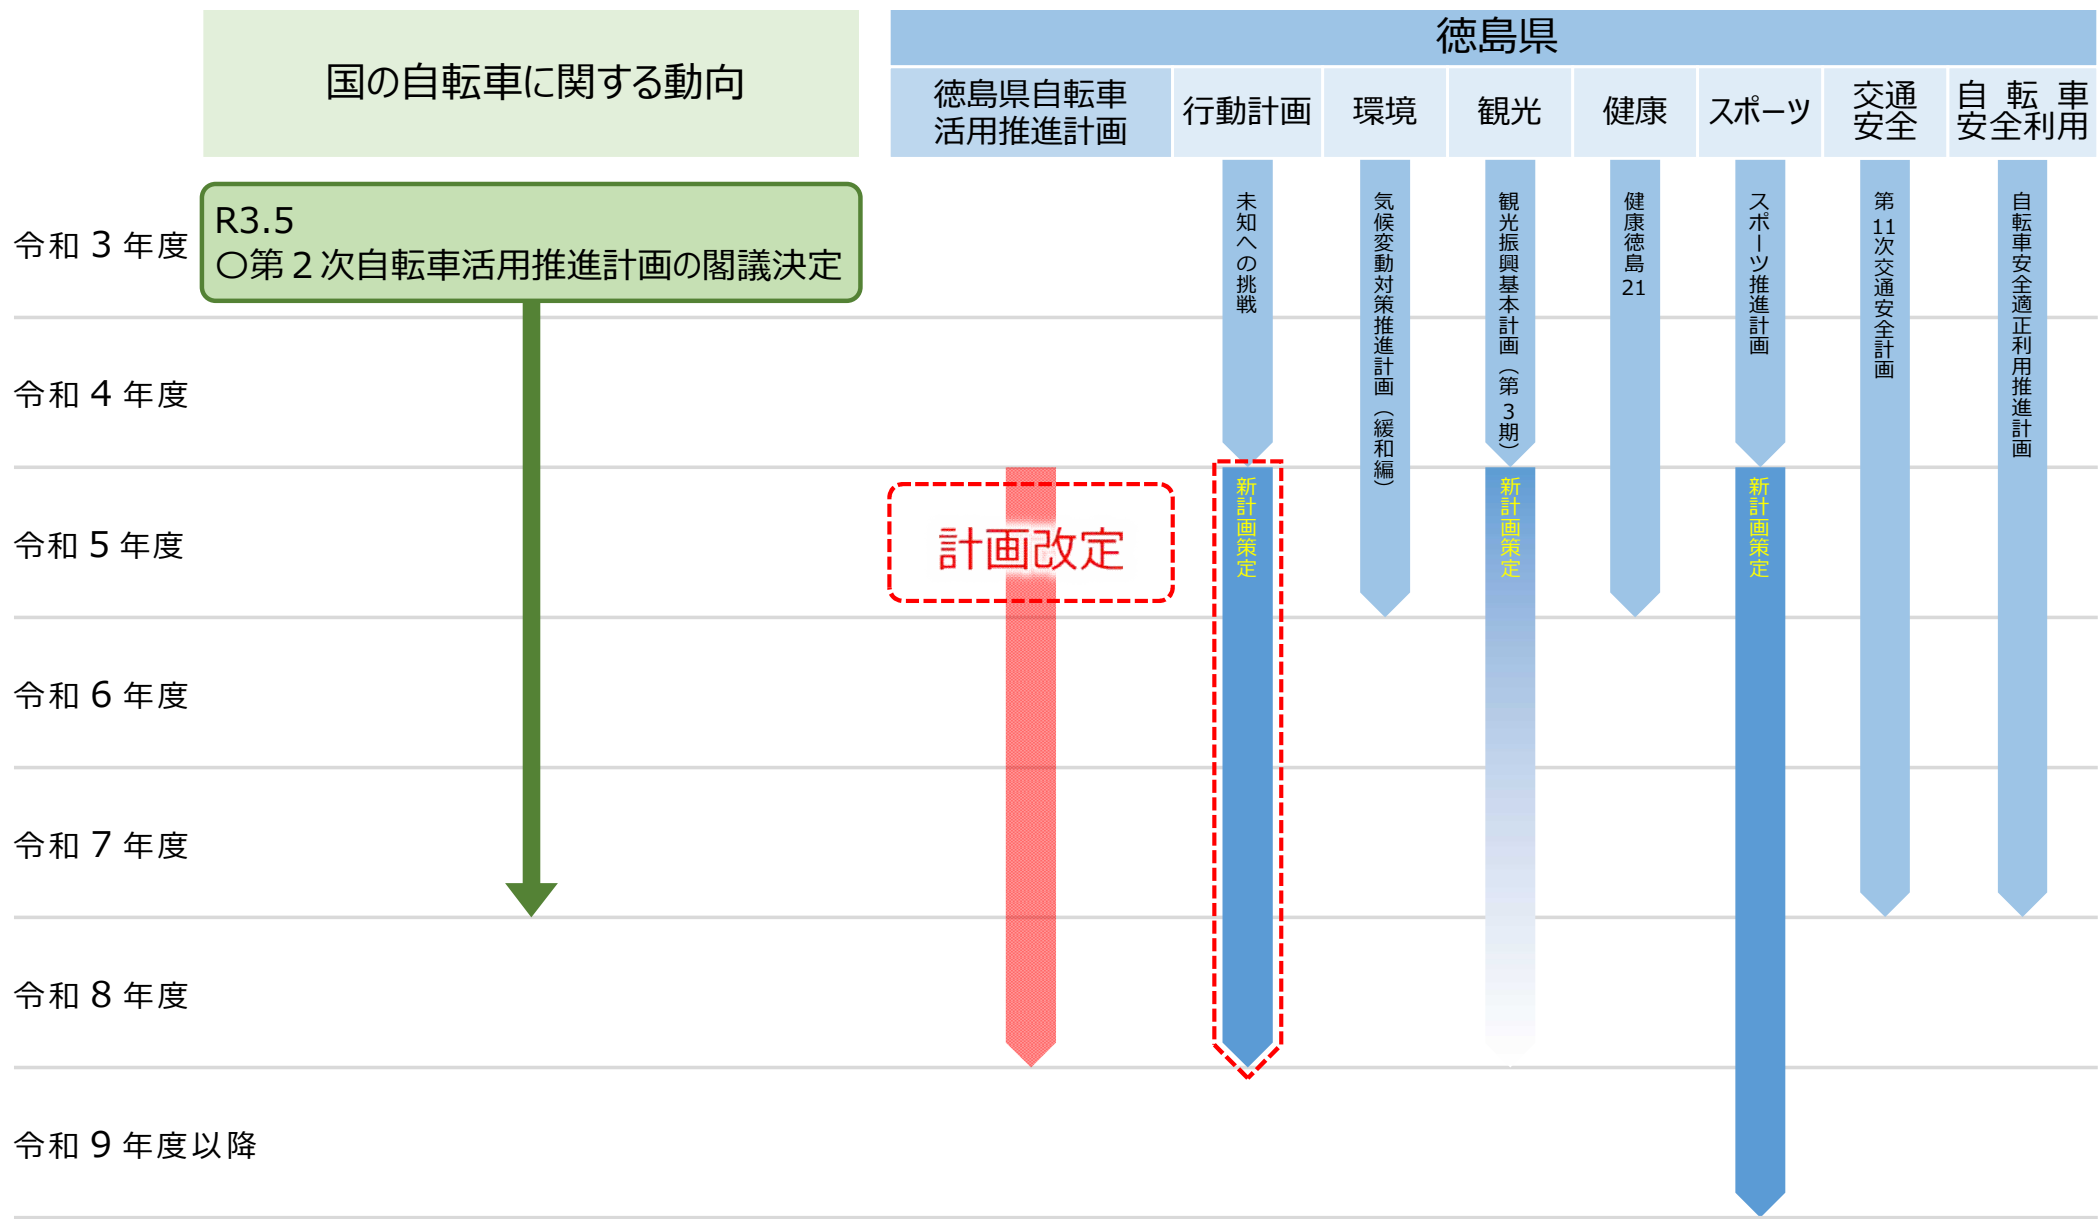 国の自転車に関する動向
徳島県
徳島県自転車
活用推進計画
行動計画
環境
観光
健康
スポーツ
交通
安全
自転車
安全利用
令和3年度
R3.5
〇第2次自転車活用推進計画の閣議決定
未知への挑戦
気候変動対策推進計画（緩和編）
観光振興基本計画（第3期）
健康徳島21
スポーツ推進計画
第11次交通安全計画
自転車安全適正利用推進計画
令和4年度
令和5年度
計画改定
新計画策定
新計画策定
新計画策定
令和6年度
令和7年度
令和8年度
令和9年度以降